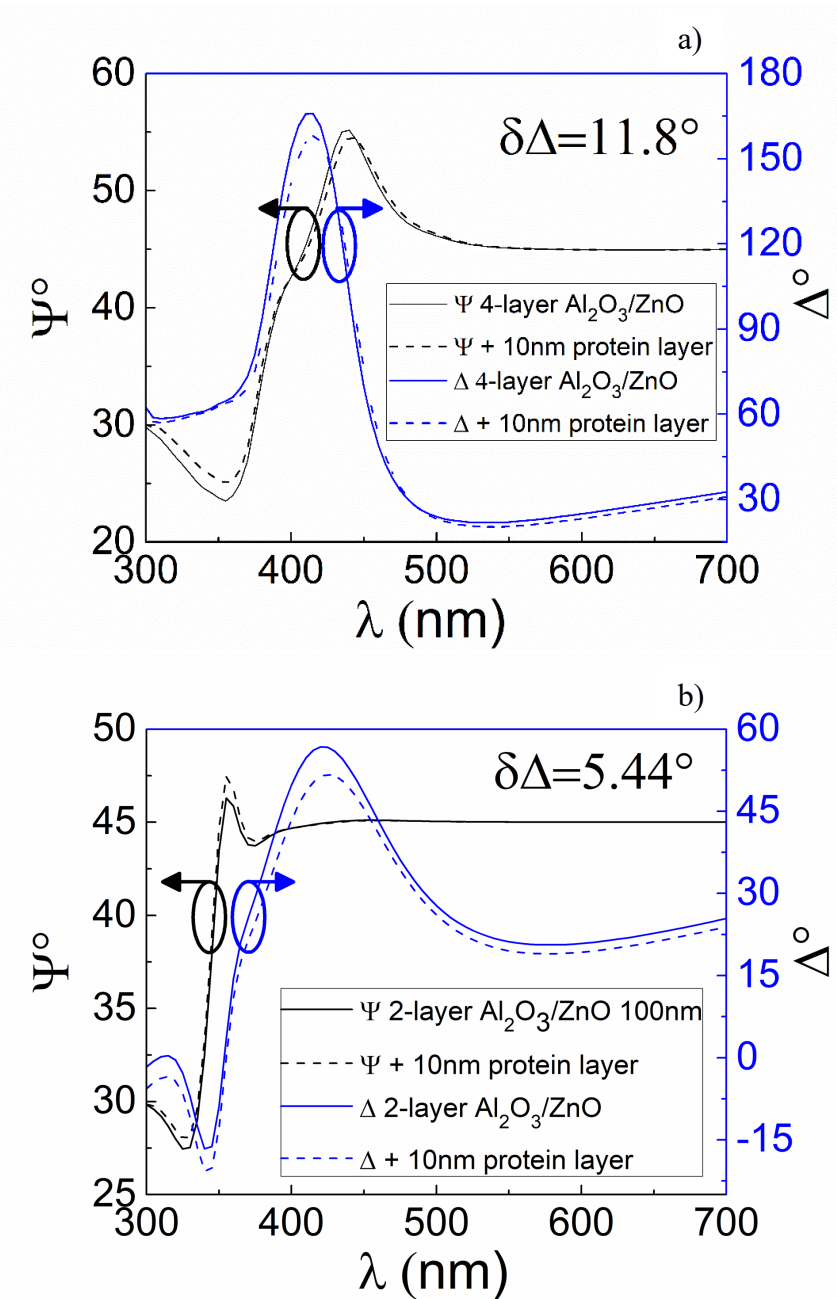 a)
60
50
40
30
20
Ψ°
180
150
120
90
60
30
Δ°
δΔ=11.8°
Ψ 4-layer Al₂O₃/ZnO
Ψ + 10nm protein layer
Δ 4-layer Al₂O₃/ZnO
Δ + 10nm protein layer
300 400 500 600 700
λ (nm)
b)
50
45
40
35
30
25
Ψ°
60
45
30
15
0
-15
Δ°
δΔ=5.44°
Ψ 2-layer Al₂O₃/ZnO 100nm
Ψ + 10nm protein layer
Δ 2-layer Al₂O₃/ZnO
Δ + 10nm protein layer
300 400 500 600 700
λ (nm)